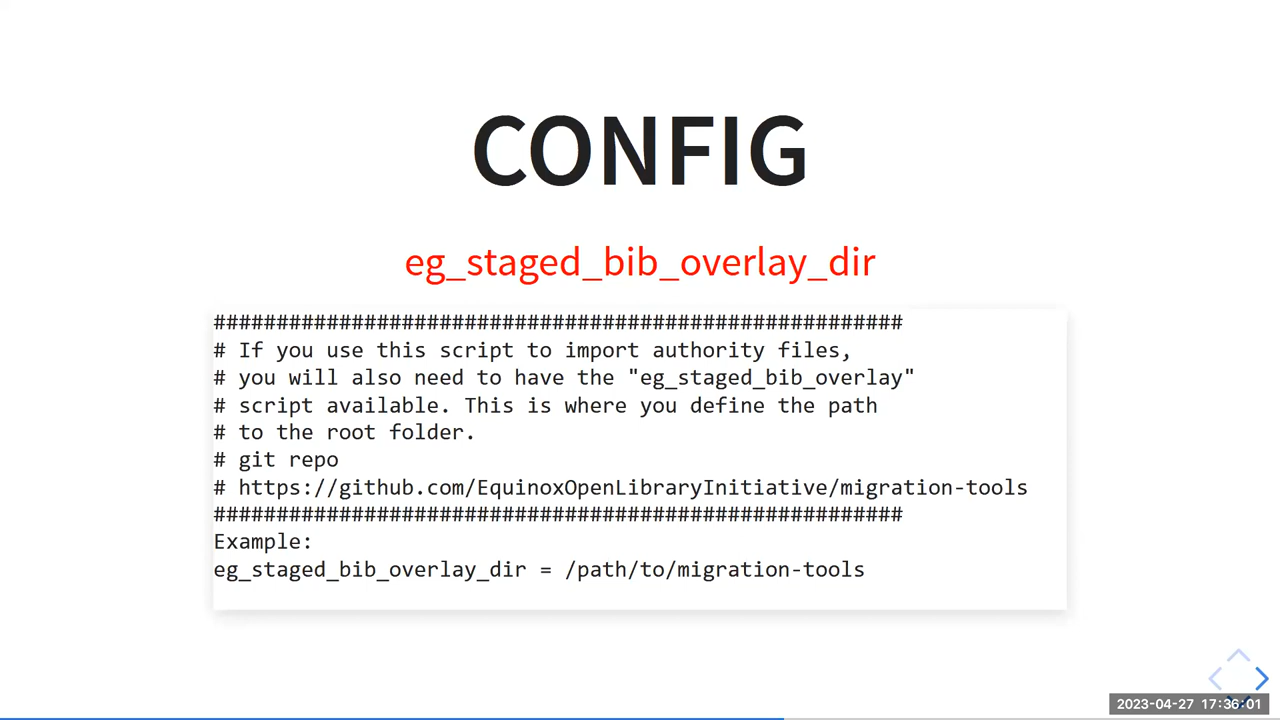 CONFIG
eg_staged_bib_overlay_dir
#######################################################
# If you use this script to import authority files,
# you will also need to have the "eg_staged_bib_overlay"
# script available. This is where you define the path
# to the root folder.
# git repo
# https://github.com/EquinoxOpenLibraryInitiative/migration-tools
#######################################################
Example:
eg_staged_bib_overlay_dir = /path/to/migration-tools
2023-04-27 17:36:01